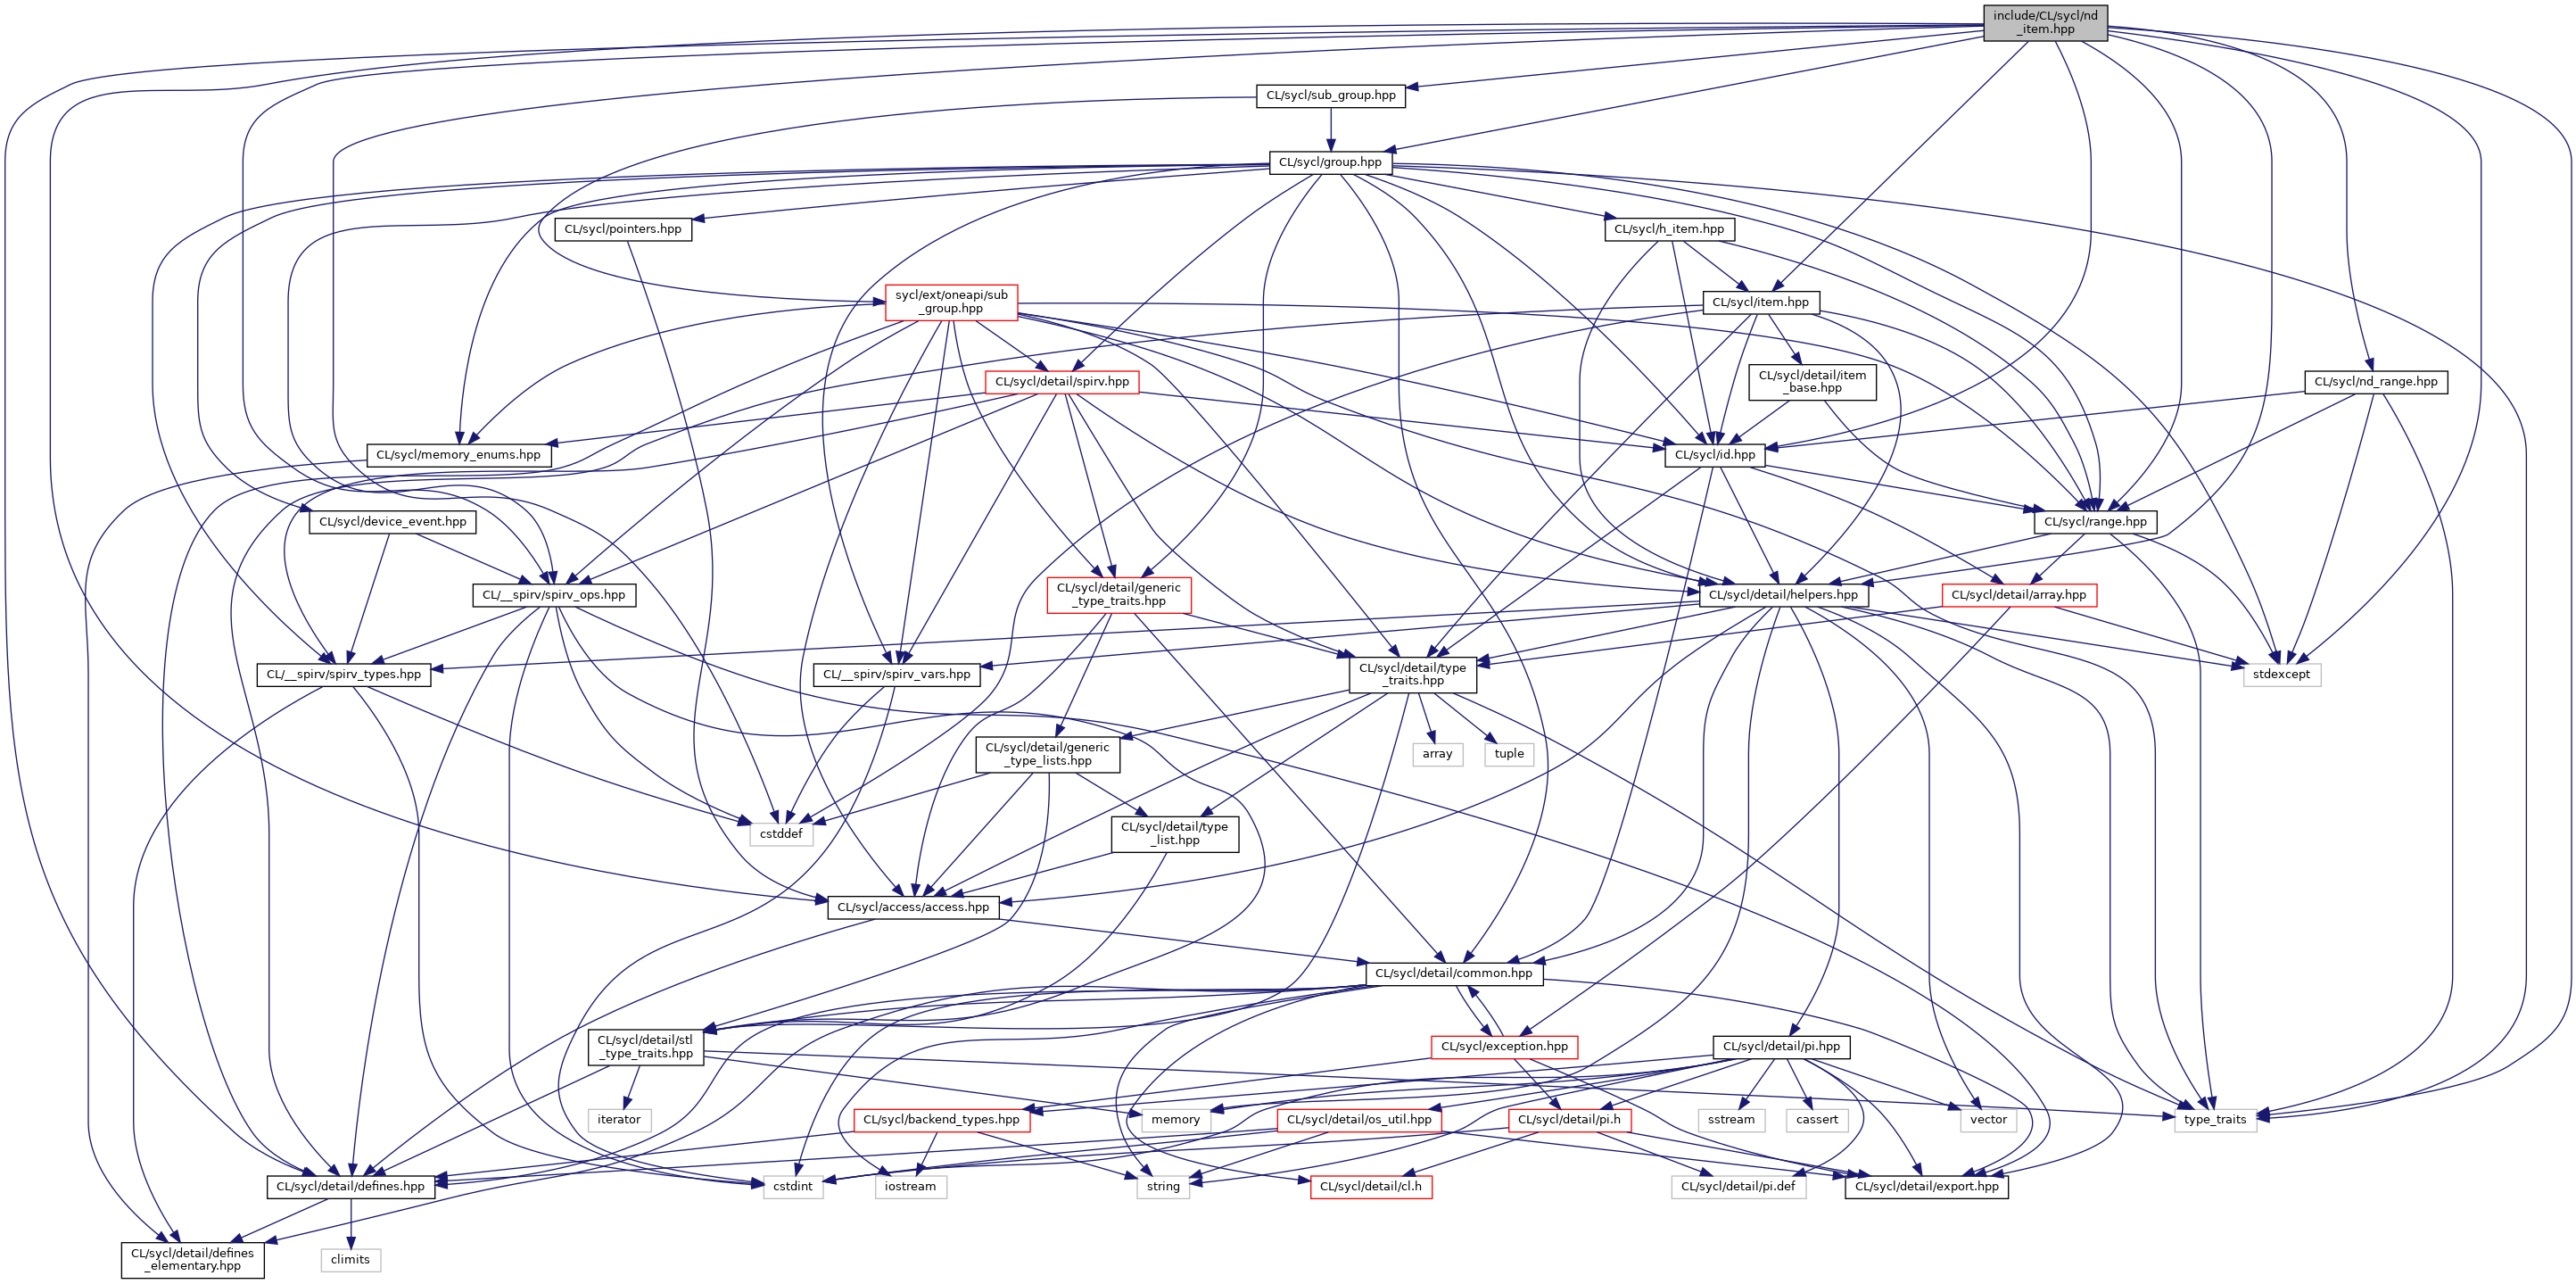 include/CL/sycl/nd
_item.hpp
CL/sycl/sub_group.hpp
CL/sycl/group.hpp
CL/sycl/pointers.hpp
CL/sycl/h_item.hpp
sycl/ext/oneapi/sub
_group.hpp
CL/sycl/item.hpp
CL/sycl/detail/spirv.hpp
CL/sycl/detail/item
_base.hpp
CL/sycl/nd_range.hpp
CL/sycl/memory_enums.hpp
CL/sycl/id.hpp
CL/sycl/device_event.hpp
CL/sycl/range.hpp
CL/__spirv/spirv_ops.hpp
CL/sycl/detail/generic
_type_traits.hpp
CL/sycl/detail/helpers.hpp
CL/sycl/detail/array.hpp
CL/__spirv/spirv_types.hpp
CL/__spirv/spirv_vars.hpp
CL/sycl/detail/type
_traits.hpp
stdexcept
CL/sycl/detail/generic
_type_lists.hpp
array
tuple
cstddef
CL/sycl/detail/type
_list.hpp
CL/sycl/access/access.hpp
CL/sycl/detail/common.hpp
CL/sycl/detail/stl
_type_traits.hpp
CL/sycl/exception.hpp
CL/sycl/detail/pi.hpp
iterator
CL/sycl/backend_types.hpp
memory
CL/sycl/detail/os_util.hpp
CL/sycl/detail/pi.h
sstream
cassert
vector
type_traits
CL/sycl/detail/defines.hpp
cstdint
iostream
string
CL/sycl/detail/cl.h
CL/sycl/detail/pi.def
CL/sycl/detail/export.hpp
CL/sycl/detail/defines
_elementary.hpp
climits